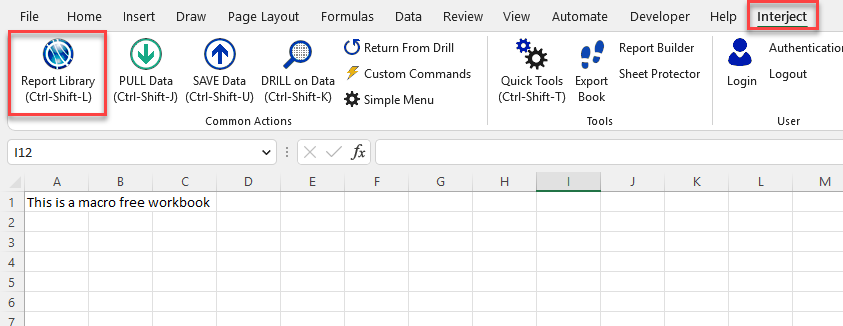 File Home Insert Draw Page Layout Formulas Data Review View Automate Developer Help Interject
Report Library
(Ctrl-Shift-L)
PULL Data
(Ctrl-Shift-J)
SAVE Data
(Ctrl-Shift-U)
DRILL on Data
(Ctrl-Shift-K)
Return From Drill
Custom Commands
Simple Menu
Common Actions
Quick Tools
(Ctrl-Shift-T)
Export
Book
Report Builder
Sheet Protector
Tools
Login
Authentication
Logout
User
I12 fx
A B C D E F G H I J K L M
1 This is a macro free workbook
2
3
4
5
6
7